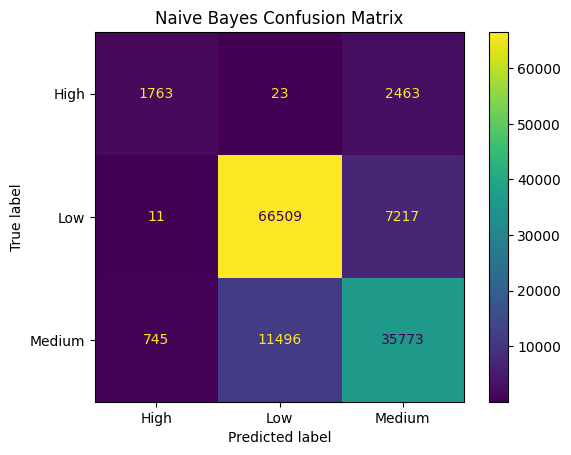 Naive Bayes Confusion Matrix
True label
High
1763 23 2463
Low
11 66509 7217
Medium
745 11496 35773
High Low Medium
Predicted label
60000
50000
40000
30000
20000
10000